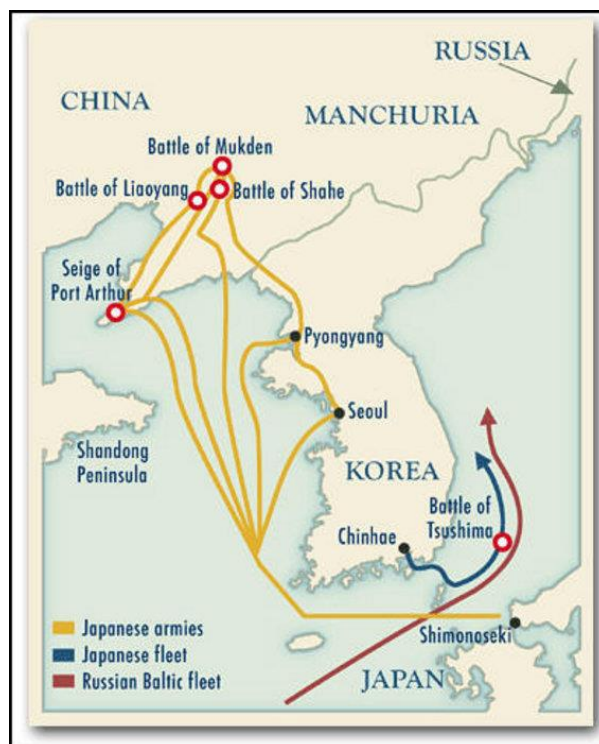 RUSSIA
CHINA
MANCHURIA
Battle of Mukden
Battle of Liaoyang
Battle of Shahe
Seige of
Port Arthur
Pyongyang
Seoul
Shandong
Peninsula
KOREA
Battle of
Tsushima
Chinhae
Shimonoseki
Japanese armies
Japanese fleet
Russian Baltic fleet
JAPAN